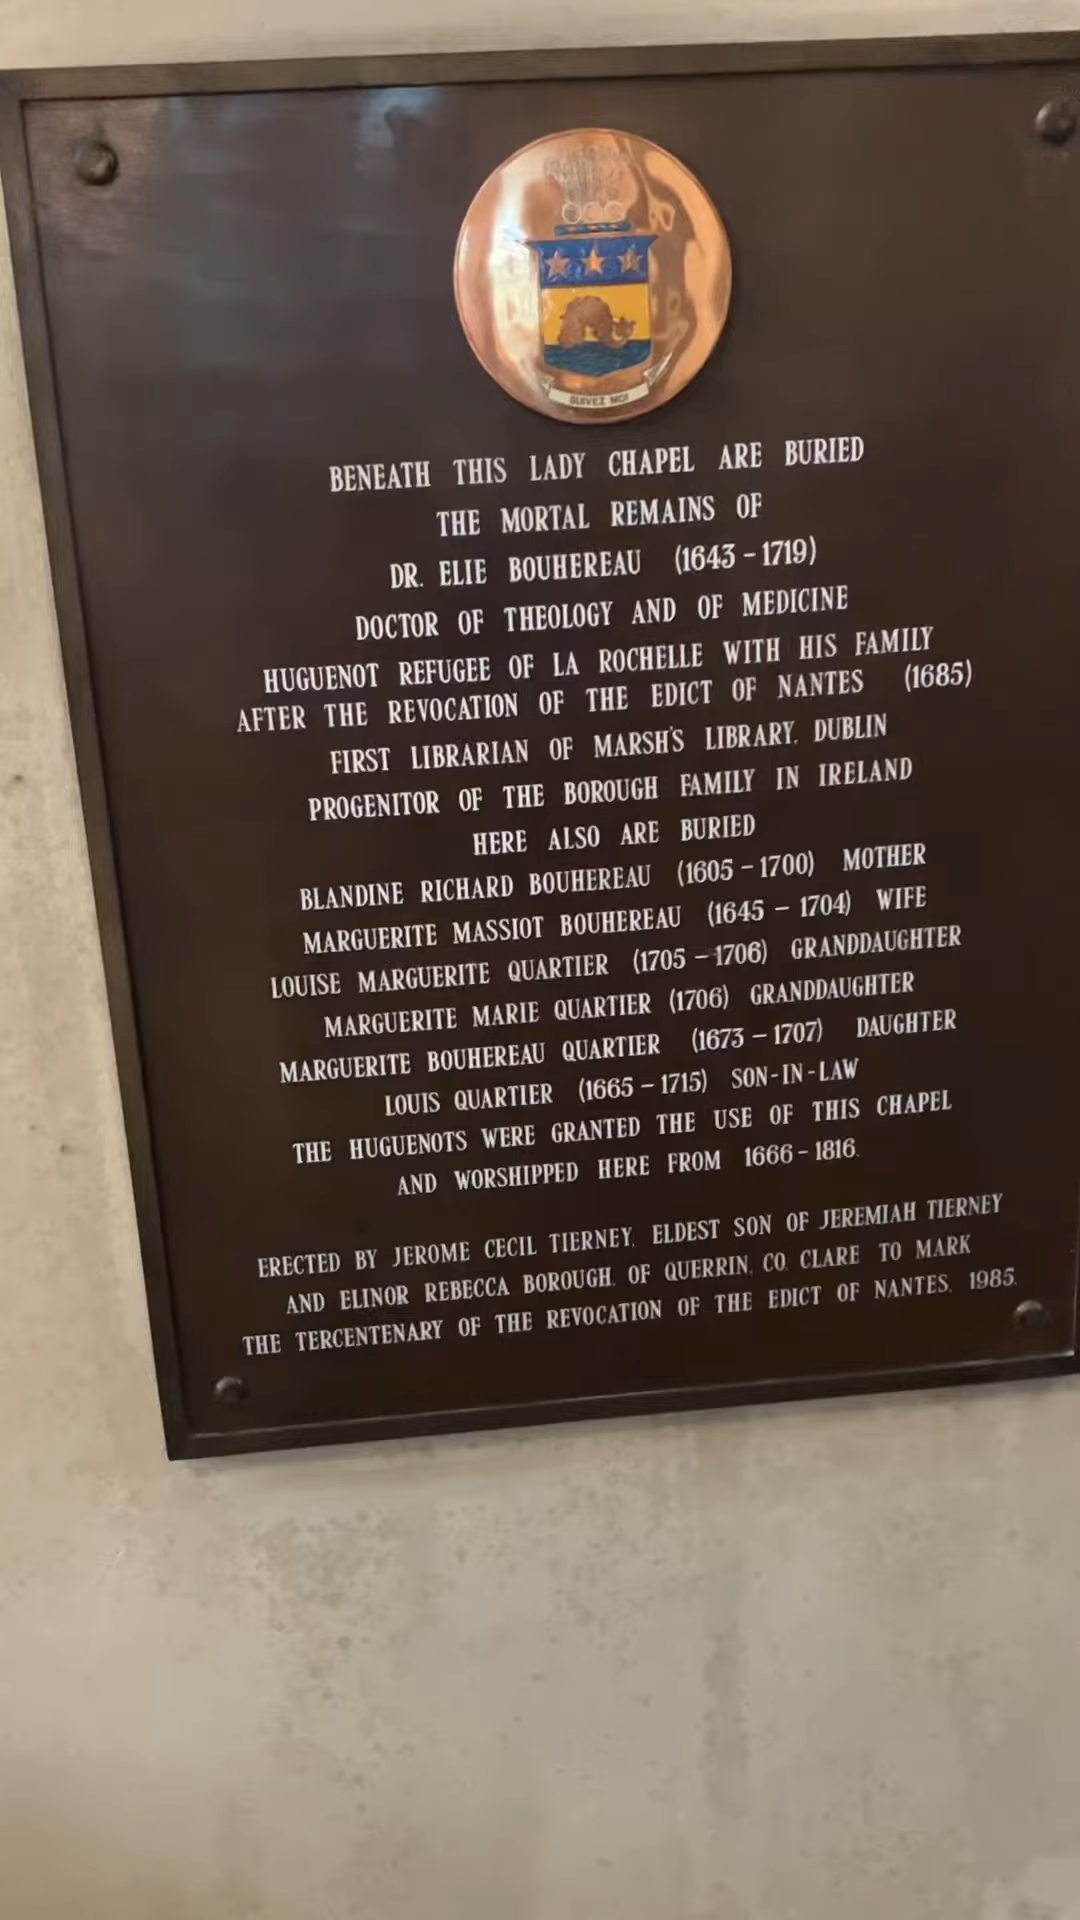 SUIVEZ MOI
BENEATH THIS LADY CHAPEL ARE BURIED
THE MORTAL REMAINS OF
DR. ELIE BOUHEREAU (1643 - 1719)
DOCTOR OF THEOLOGY AND OF MEDICINE
HUGUENOT REFUGEE OF LA ROCHELLE WITH HIS FAMILY
AFTER THE REVOCATION OF THE EDICT OF NANTES (1685)
FIRST LIBRARIAN OF MARSH'S LIBRARY. DUBLIN
PROGENITOR OF THE BOROUGH FAMILY IN IRELAND
HERE ALSO ARE BURIED
BLANDINE RICHARD BOUHEREAU (1605 - 1700) MOTHER
MARGUERITE MASSIOT BOUHEREAU (1645 - 1704) WIFE
LOUISE MARGUERITE QUARTIER (1705 - 1706) GRANDDAUGHTER
MARGUERITE MARIE QUARTIER (1706) GRANDDAUGHTER
MARGUERITE BOUHEREAU QUARTIER (1673 - 1707) DAUGHTER
LOUIS QUARTIER (1665 - 1715) SON-IN-LAW
THE HUGUENOTS WERE GRANTED THE USE OF THIS CHAPEL
AND WORSHIPPED HERE FROM 1666 - 1816.
ERECTED BY JEROME CECIL TIERNEY. ELDEST SON OF JEREMIAH TIERNEY
AND ELINOR REBECCA BOROUGH. OF QUERRIN. CO. CLARE TO MARK
THE TERCENTENARY OF THE REVOCATION OF THE EDICT OF NANTES. 1985.